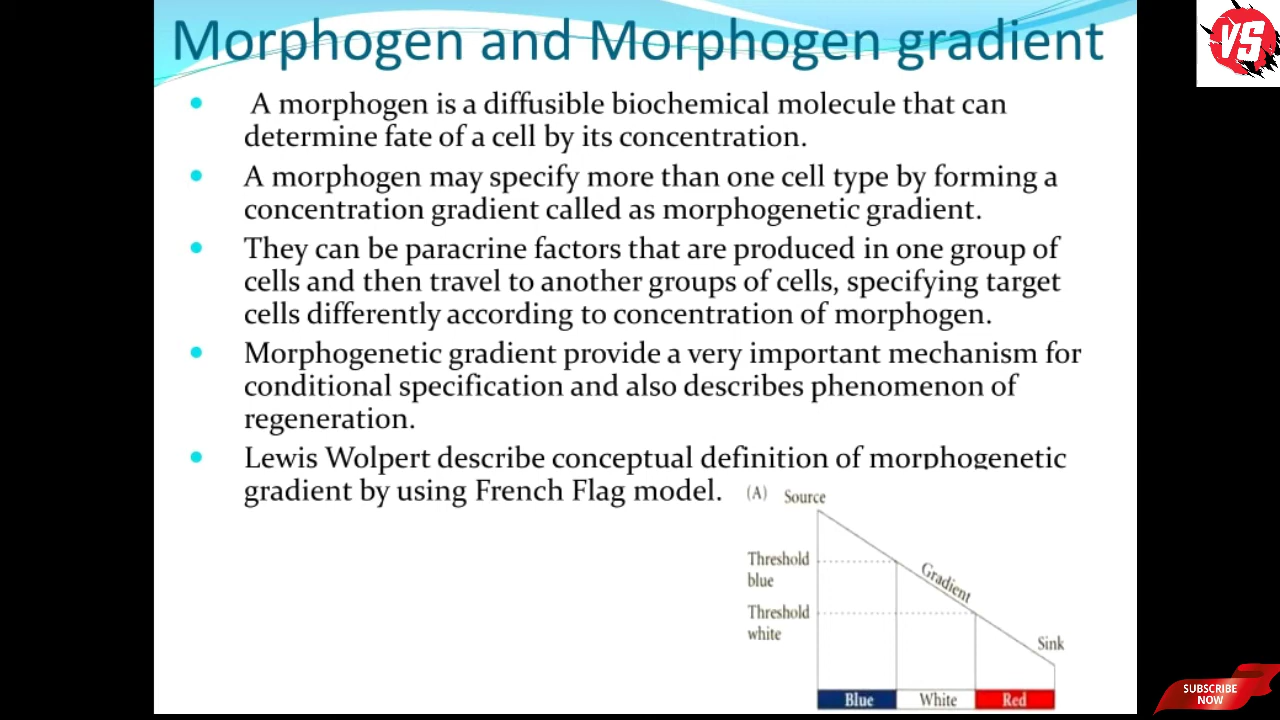 Morphogen and Morphogen gradient
VS
A morphogen is a diffusible biochemical molecule that can
determine fate of a cell by its concentration.
A morphogen may specify more than one cell type by forming a
concentration gradient called as morphogenetic gradient.
They can be paracrine factors that are produced in one group of
cells and then travel to another groups of cells, specifying target
cells differently according to concentration of morphogen.
Morphogenetic gradient provide a very important mechanism for
conditional specification and also describes phenomenon of
regeneration.
Lewis Wolpert describe conceptual definition of morphogenetic
gradient by using French Flag model.
(A) Source
Threshold
blue
Gradient
Threshold
white
Sink
Blue White Red
SUBSCRIBE
NOW